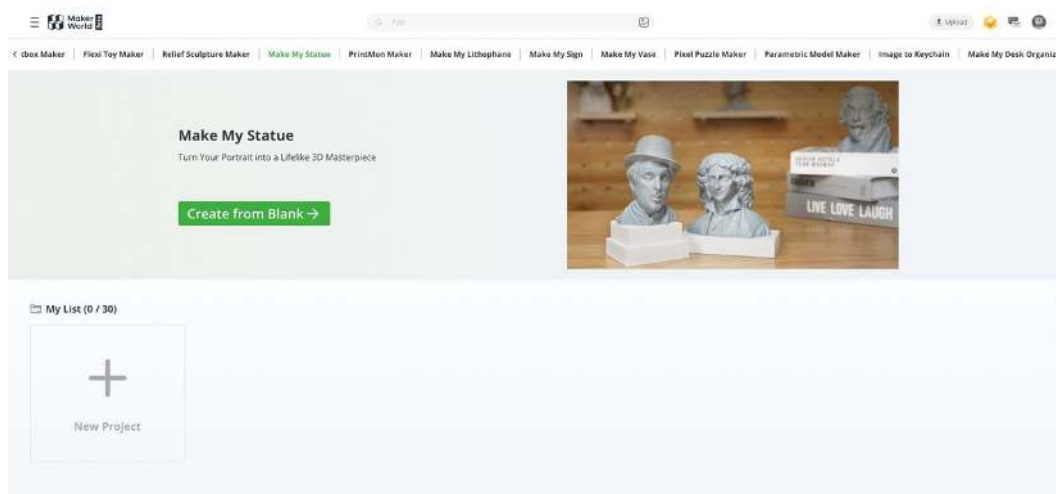 Maker
World
Upload
tbox Maker
Flexi Toy Maker
Relief Sculpture Maker
Make My Statue
PrintMon Maker
Make My Lithophane
Make My Sign
Make My Vase
Pixel Puzzle Maker
Parametric Model Maker
Image to Keychain
Make My Desk Organiz
Make My Statue
Turn Your Portrait into a Lifelike 3D Masterpiece
Create from Blank →
LIVE LOVE LAUGH
My List (0 / 30)
New Project